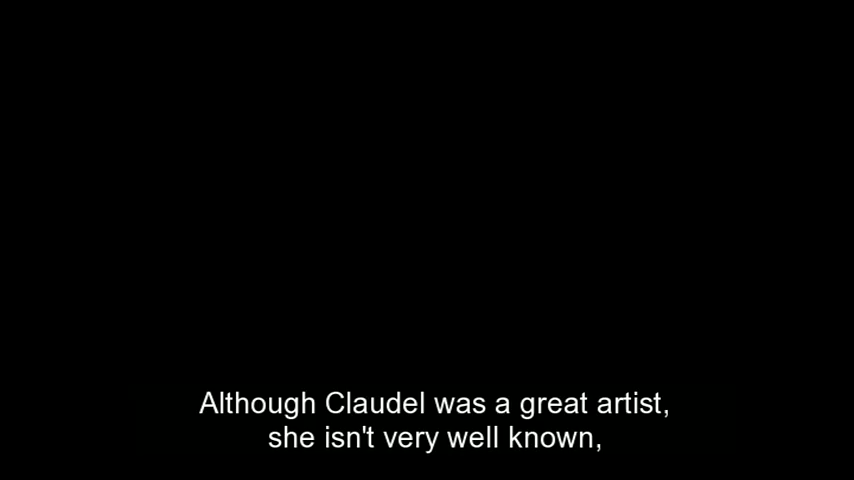 Although Claudel was a great artist,
she isn't very well known,